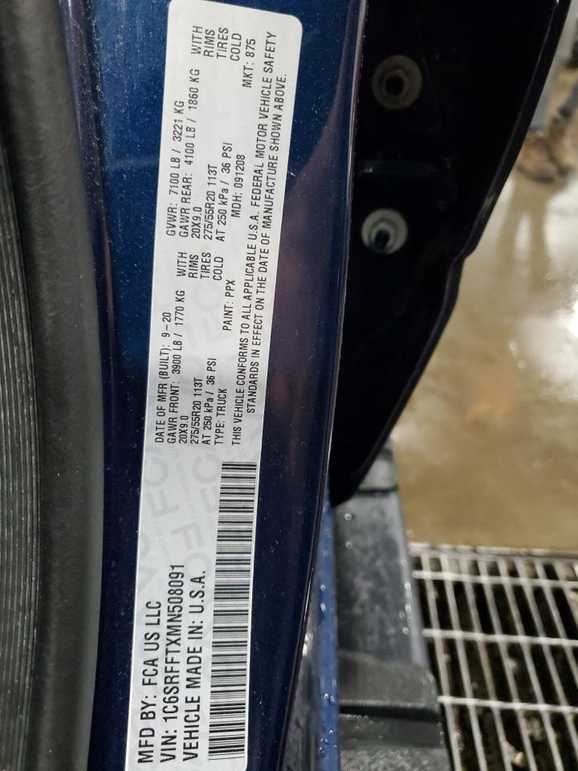 MFD BY: FCA US LLC
VIN: 1C6SRFFTXMN508091
VEHICLE MADE IN: U.S.A.
DATE OF MFR (BUILT): 9-20 GVWR: 7100 LB / 3221 KG
GAWR FRONT: 3900 LB / 1770 KG WITH GAWR REAR: 4100 LB / 1860 KG WITH
20X9.0 RIMS 20X9.0 RIMS
275/55R20 113T TIRES 275/55R20 113T TIRES
AT 250 kPa / 36 PSI COLD AT 250 kPa / 36 PSI COLD
TYPE: TRUCK PAINT: PPX MDH: 091208 MKT: 875
THIS VEHICLE CONFORMS TO ALL APPLICABLE U.S.A. FEDERAL MOTOR VEHICLE SAFETY
STANDARDS IN EFFECT ON THE DATE OF MANUFACTURE SHOWN ABOVE.